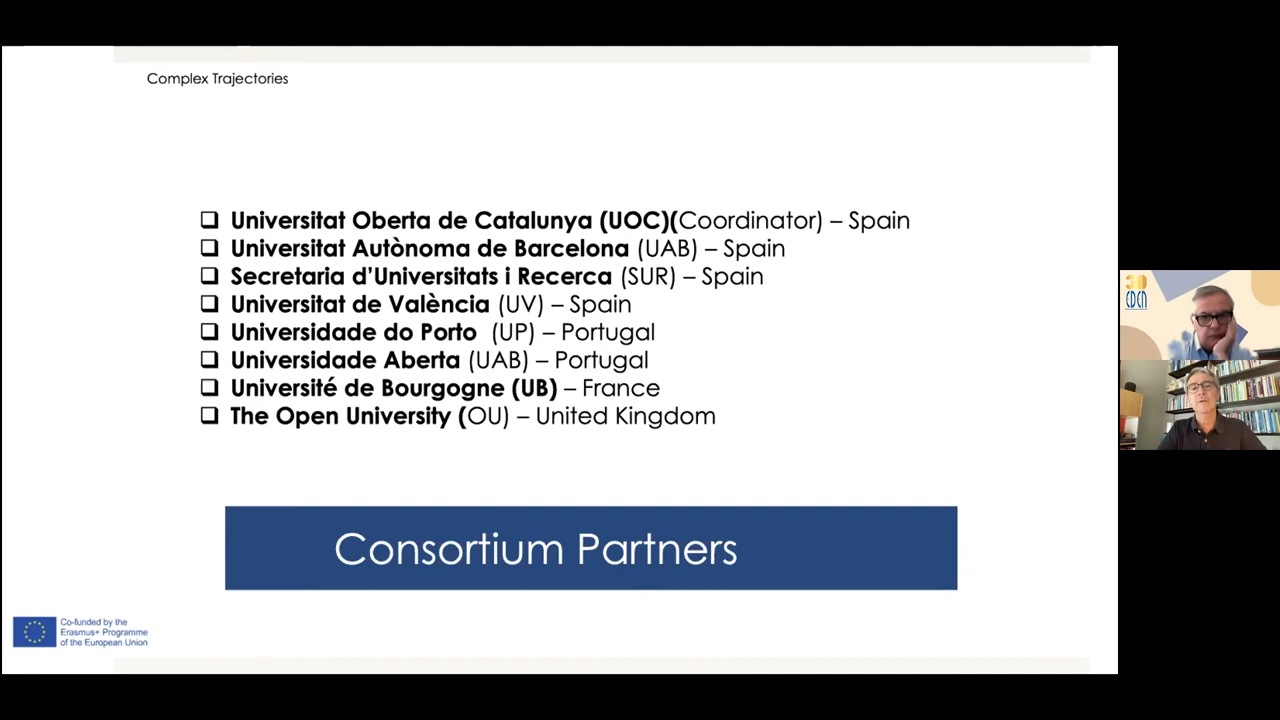 Complex Trajectories
❑ Universitat Oberta de Catalunya (UOC)(Coordinator) – Spain
❑ Universitat Autònoma de Barcelona (UAB) – Spain
❑ Secretaria d’Universitats i Recerca (SUR) – Spain
❑ Universitat de València (UV) – Spain
❑ Universidade do Porto (UP) – Portugal
❑ Universidade Aberta (UAB) – Portugal
❑ Université de Bourgogne (UB) – France
❑ The Open University (OU) – United Kingdom
Consortium Partners
Co-funded by the
Erasmus+ Programme
of the European Union
30
EDEN